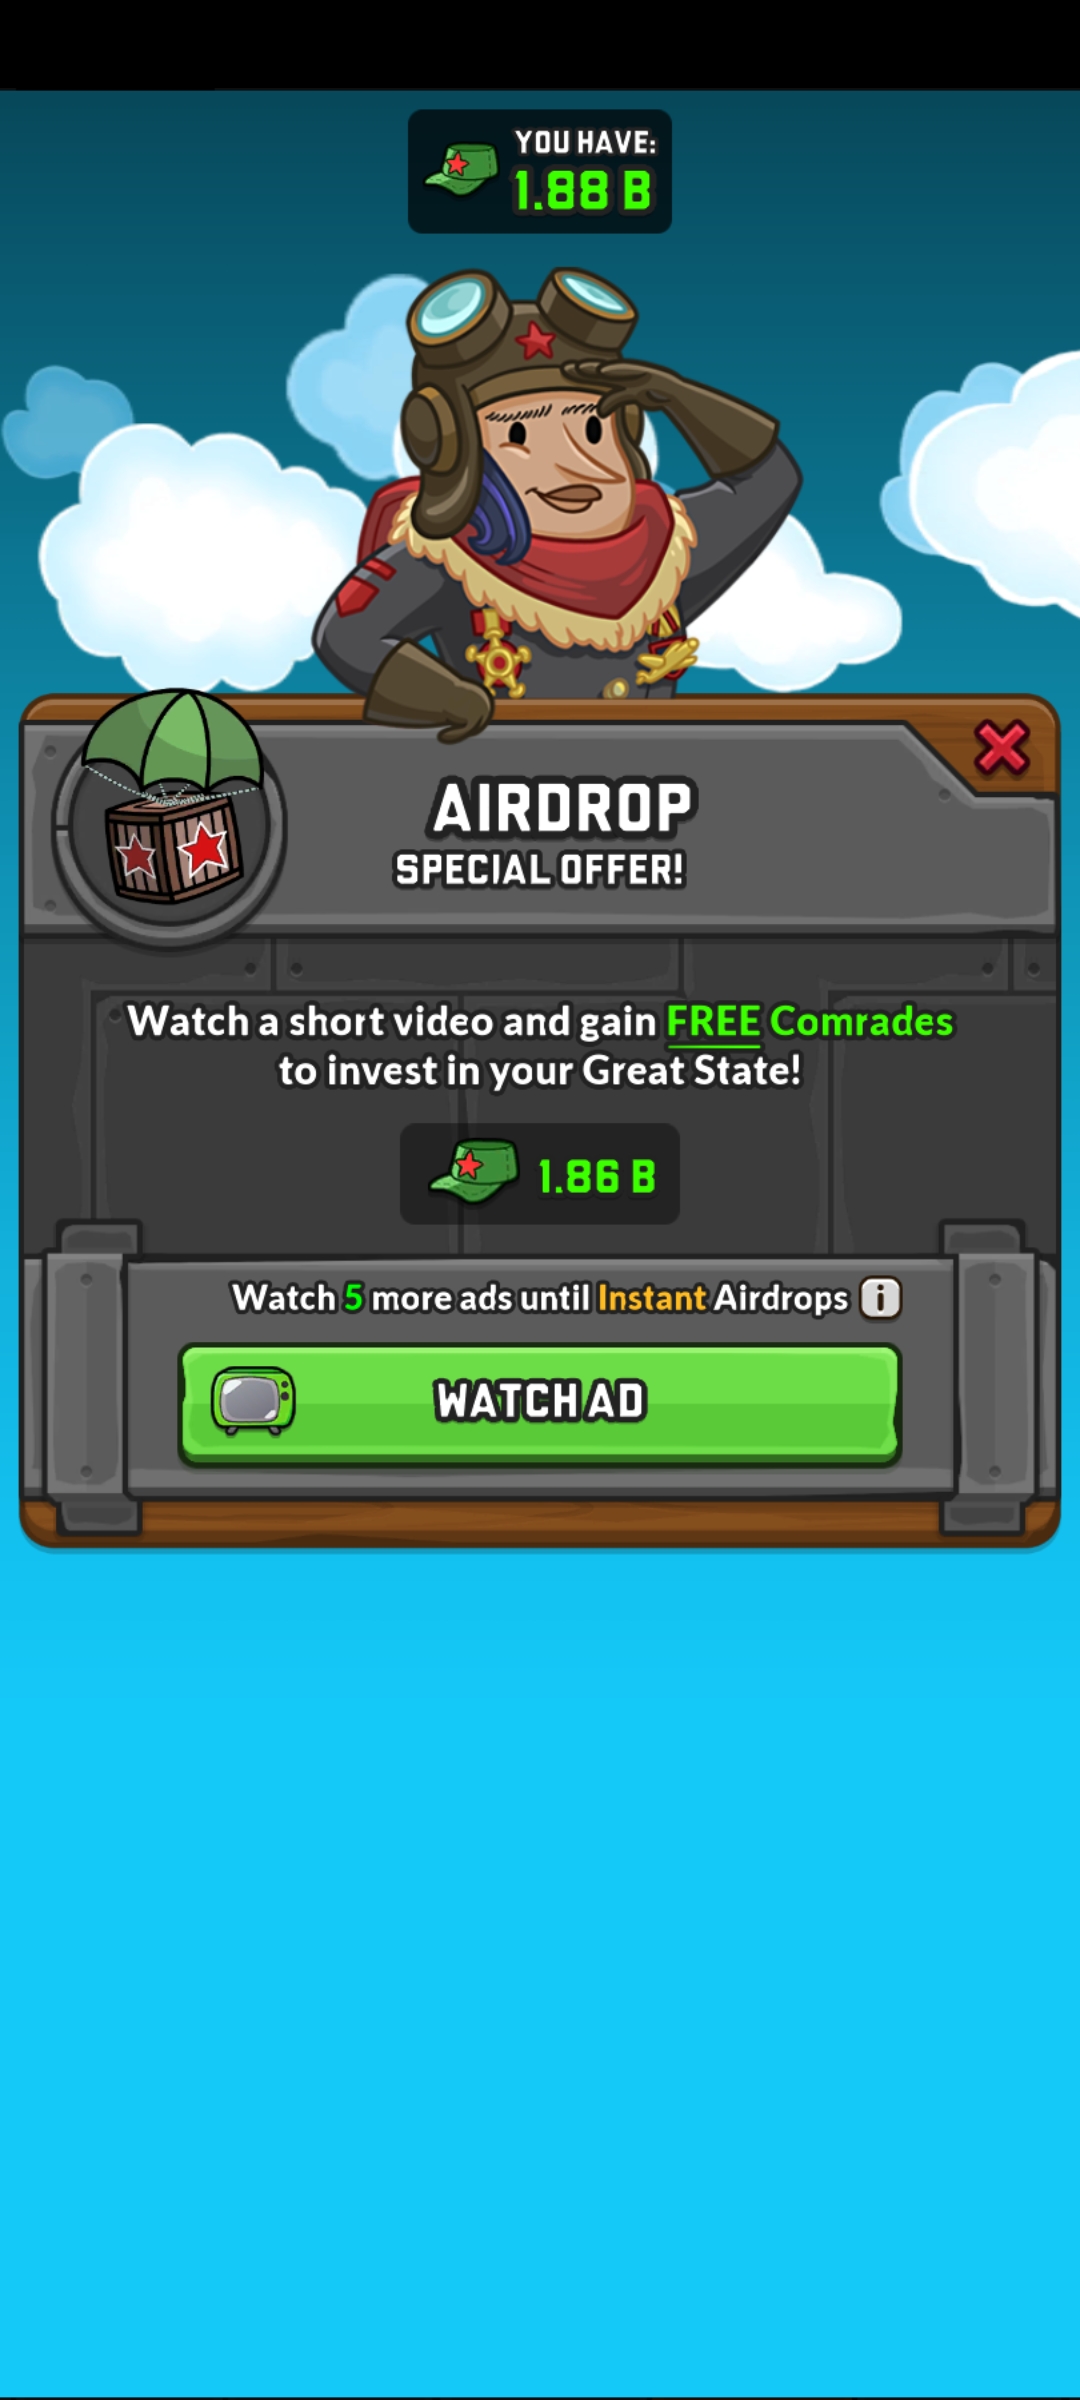 YOU HAVE:
1.88 B
AIRDROP
SPECIAL OFFER!
Watch a short video and gain FREE Comrades
to invest in your Great State!
1.86 B
Watch 5 more ads until Instant Airdrops i
WATCH AD